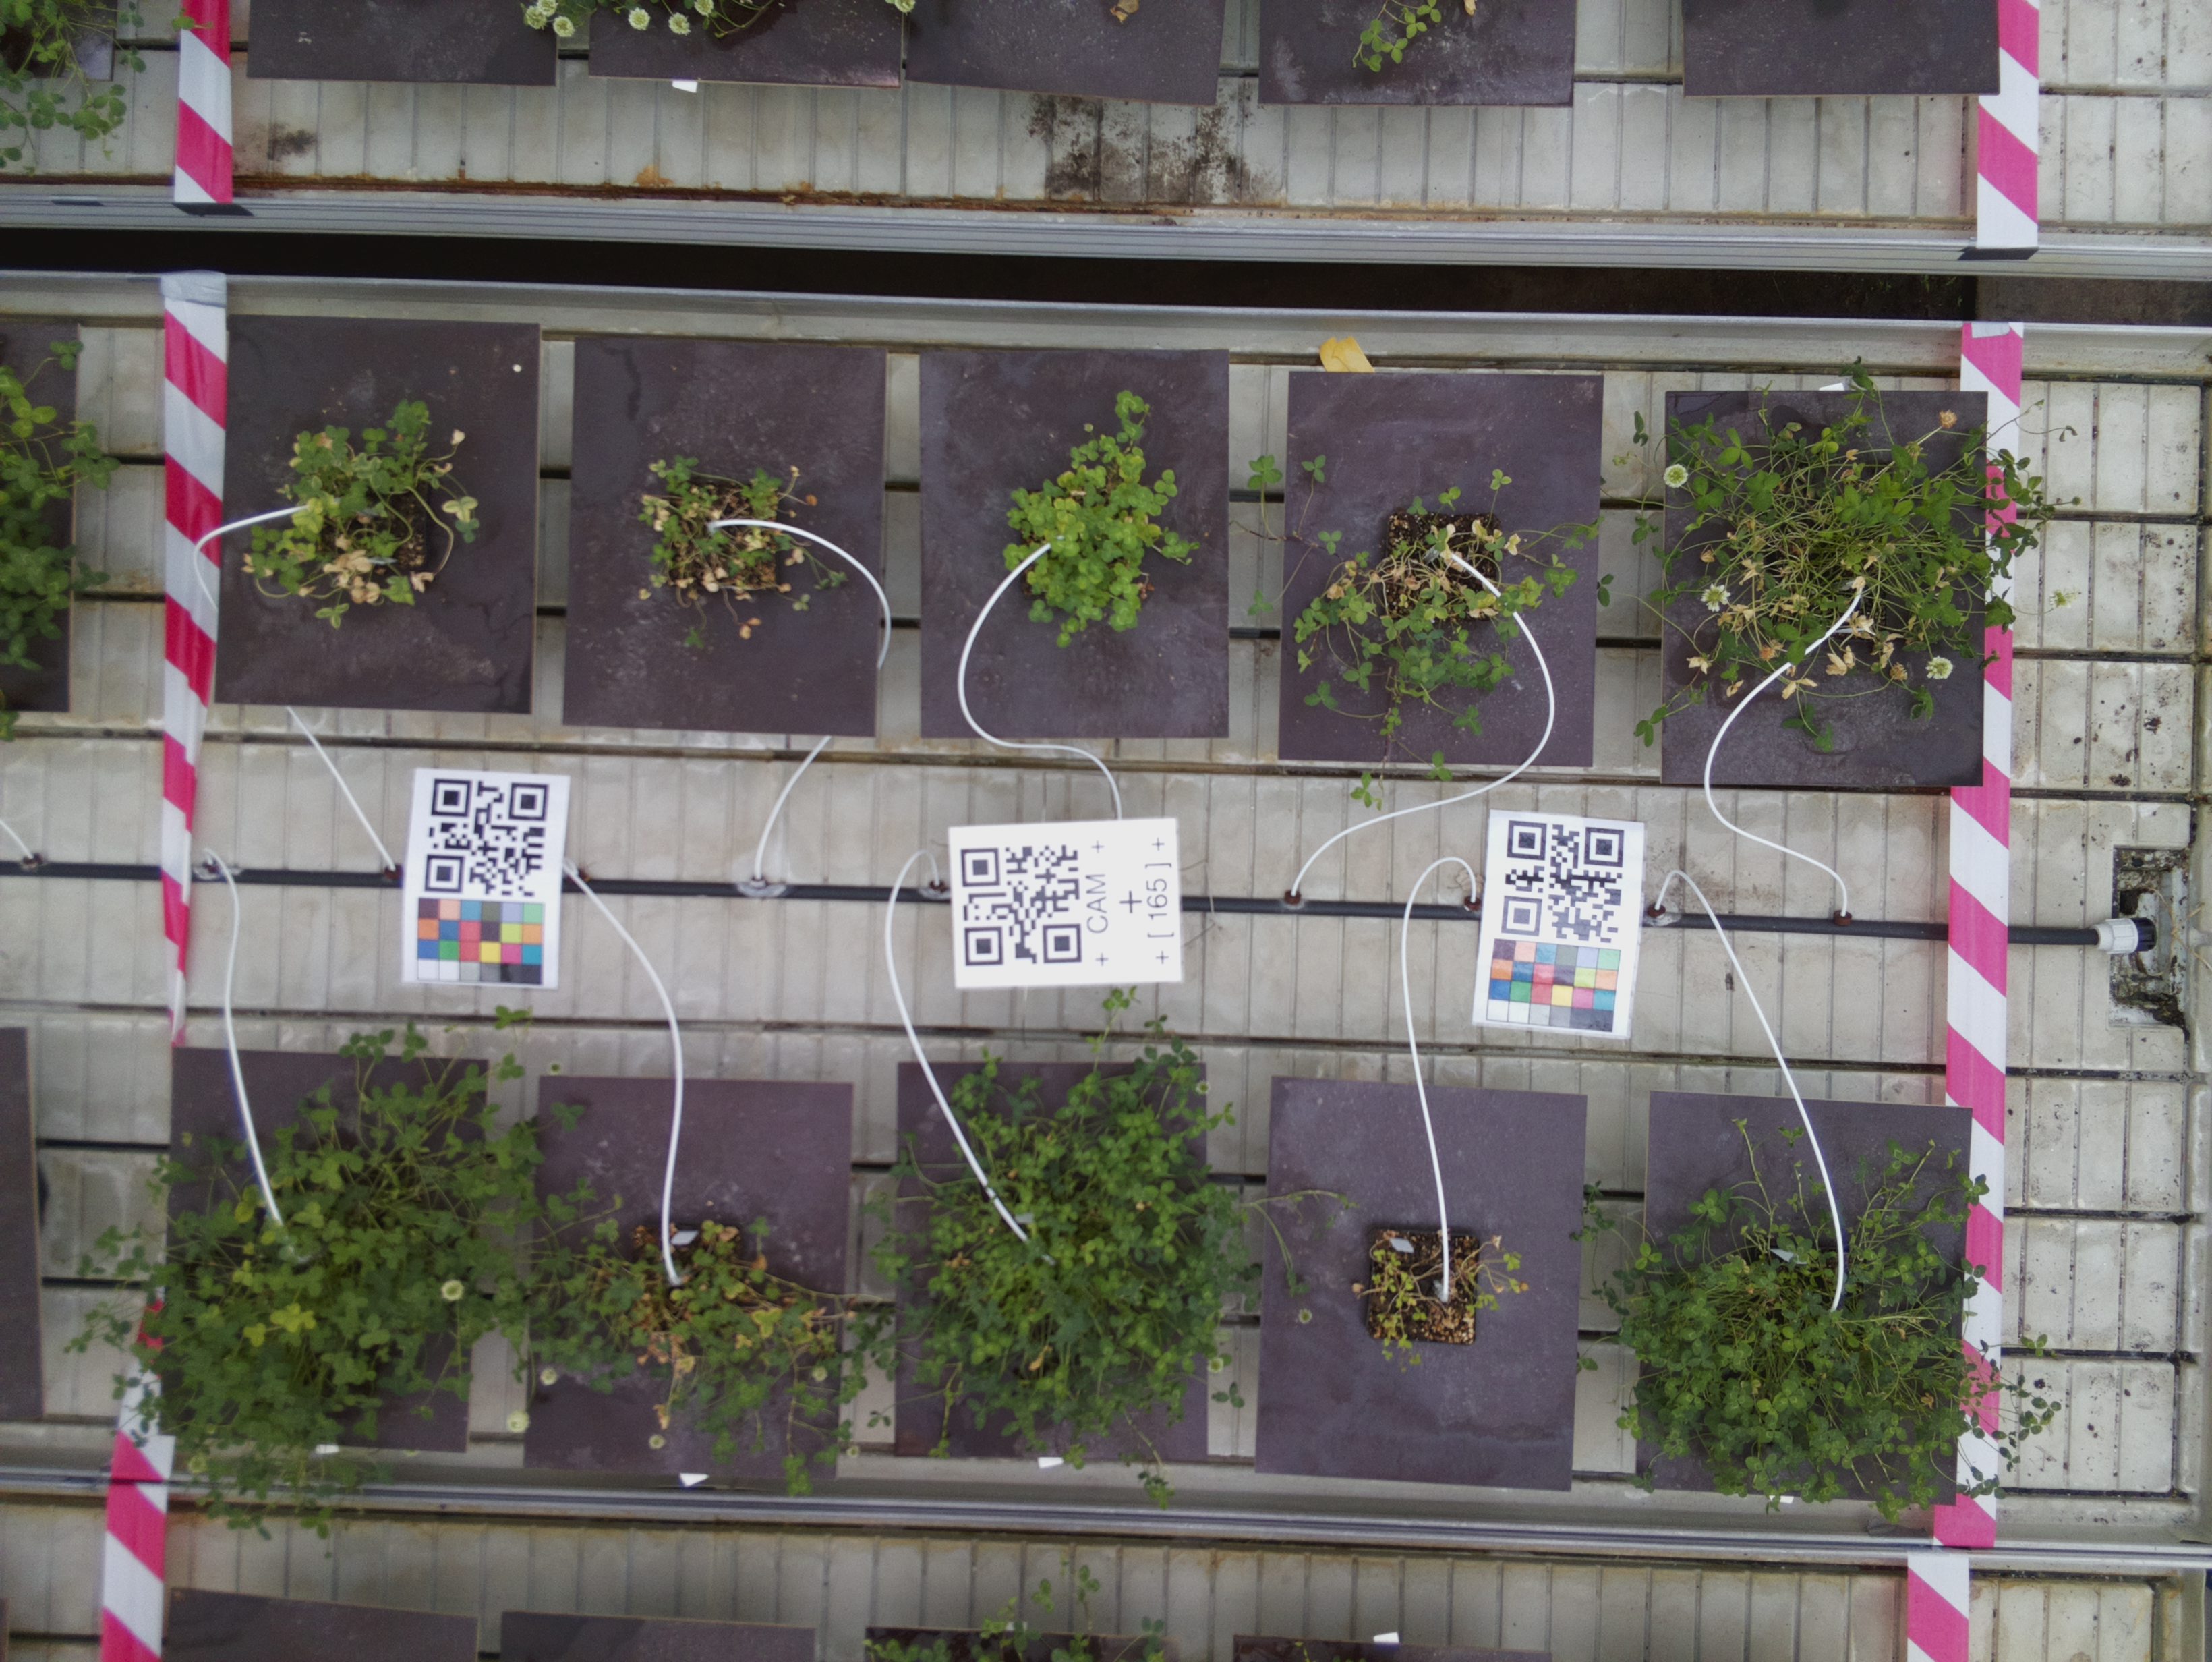 + CAM +
+
+ [ 165 ] +